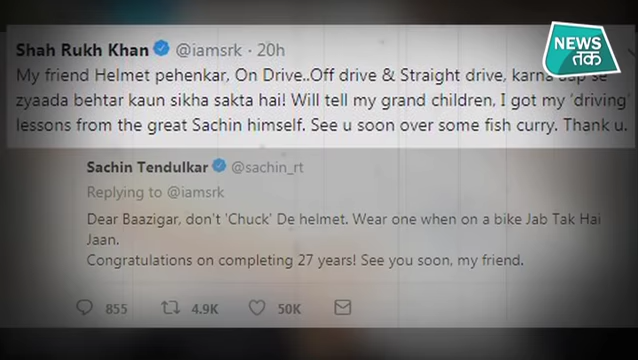 NEWS
तक
Shah Rukh Khan @iamsrk · 20h
My friend Helmet pehenkar, On Drive..Off drive & Straight drive, karna aap se
zyaada behtar kaun sikha sakta hai! Will tell my grand children, I got my 'driving'
lessons from the great Sachin himself. See u soon over some fish curry. Thank u.
Sachin Tendulkar @sachin_rt
Replying to @iamsrk
Dear Baazigar, don't 'Chuck' De helmet. Wear one when on a bike Jab Tak Hai
Jaan.
Congratulations on completing 27 years! See you soon, my friend.
855 4.9K 50K